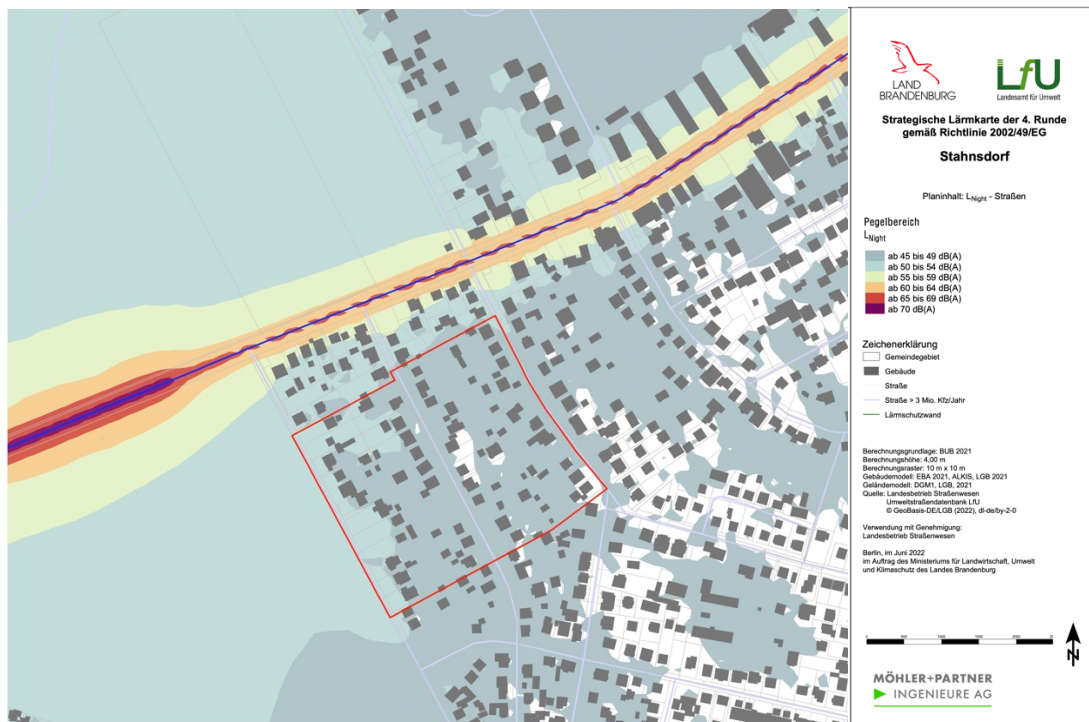 LAND
BRANDENBURG
LfU
Landesamt für Umwelt
Strategische Lärmkarte der 4. Runde
gemäß Richtlinie 2002/49/EG
Stahnsdorf
Planinhalt: LNight - Straßen
Pegelbereich
LNight
ab 45 bis 49 dB(A)
ab 50 bis 54 dB(A)
ab 55 bis 59 dB(A)
ab 60 bis 64 dB(A)
ab 65 bis 69 dB(A)
ab 70 dB(A)
Zeichenerklärung
Gemeindegebiet
Gebäude
Straße
Straße > 3 Mio. Kfz/Jahr
Lärmschutzwand
Berechnungsgrundlage: BUB 2021
Berechnungshöhe: 4,00 m
Berechnungsraster: 10 m x 10 m
Gebäudemodell: EBA 2021, ALKIS, LGB 2021
Geländemodell: DGM1, LGB, 2021
Quelle: Landesbetrieb Straßenwesen
Umweltstraßendatenbank LfU
© GeoBasis-DE/LGB (2022), dl-de/by-2-0
Verwendung mit Genehmigung:
Landesbetrieb Straßenwesen
Berlin, im Juni 2022
im Auftrag des Ministeriums für Landwirtschaft, Umwelt
und Klimaschutz des Landes Brandenburg
N
MÖHLER+PARTNER
INGENIEURE AG